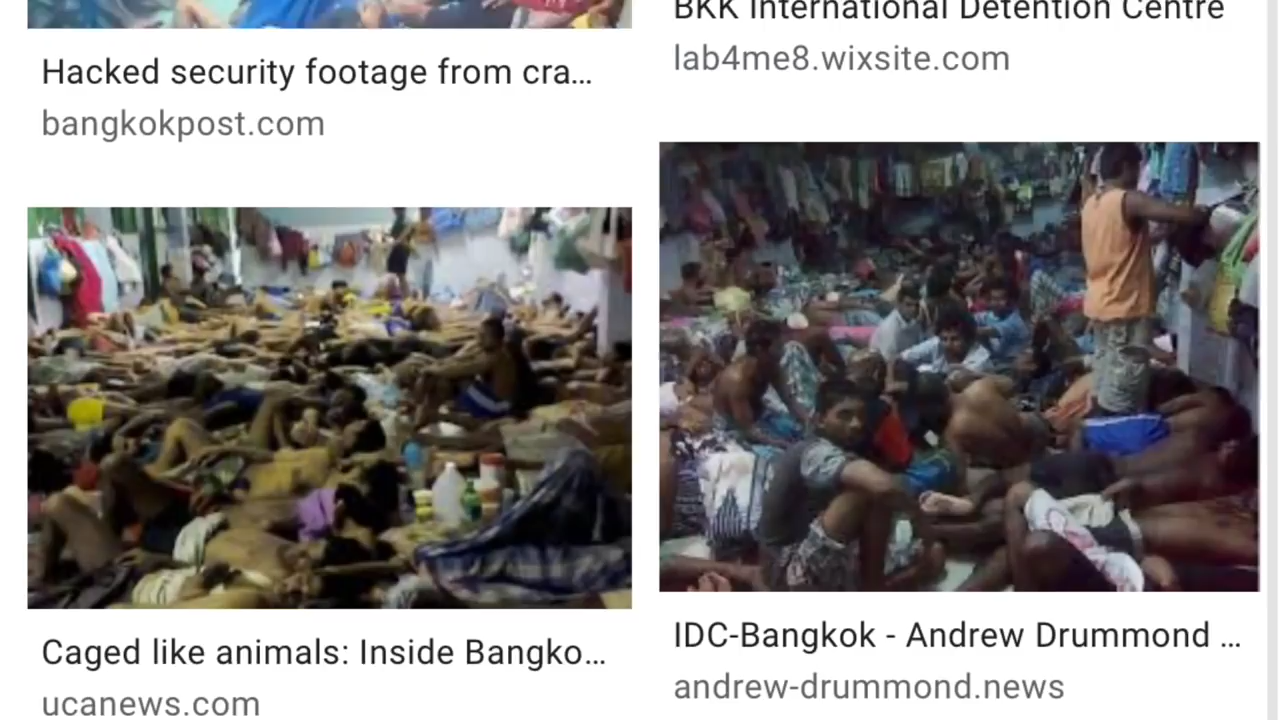 Hacked security footage from cra...
bangkokpost.com
Caged like animals: Inside Bangko...
ucanews.com
BKK International Detention Centre
lab4me8.wixsite.com
IDC-Bangkok - Andrew Drummond ...
andrew-drummond.news